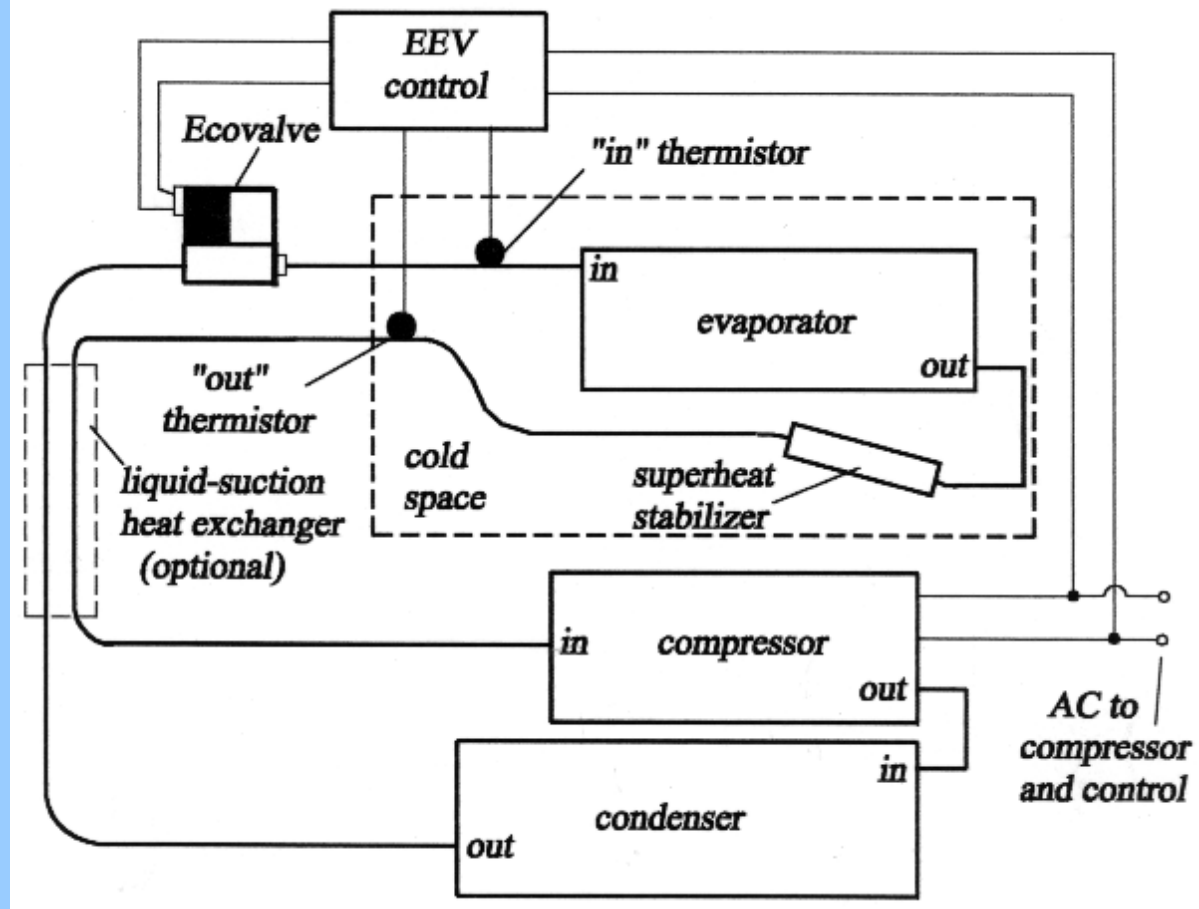 EEV
control
Ecovalve
"in" thermistor
in
evaporator
out
"out"
thermistor
cold
space
superheat
stabilizer
liquid-suction
heat exchanger
(optional)
in
compressor
out
AC to
compressor
and control
in
condenser
out